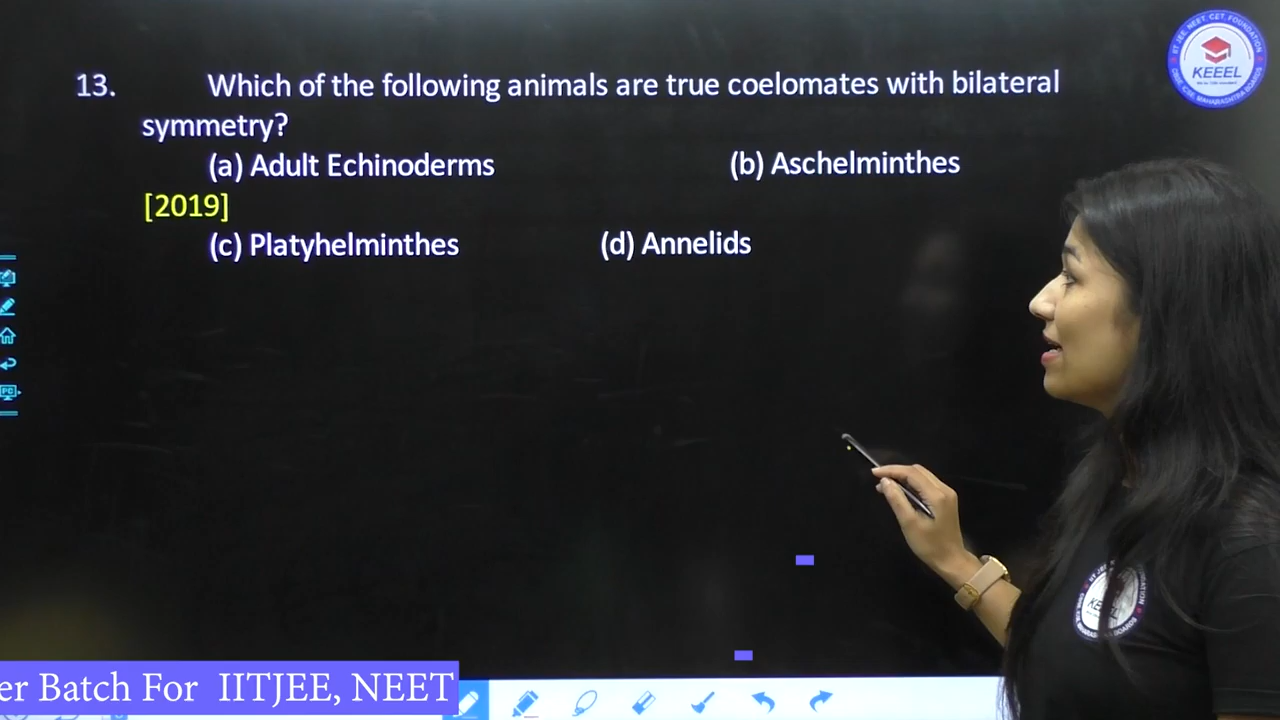 13. Which of the following animals are true coelomates with bilateral
symmetry?
(a) Adult Echinoderms (b) Aschelminthes
[2019]
(c) Platyhelminthes (d) Annelids
KEEEL
er Batch For IITJEE, NEET